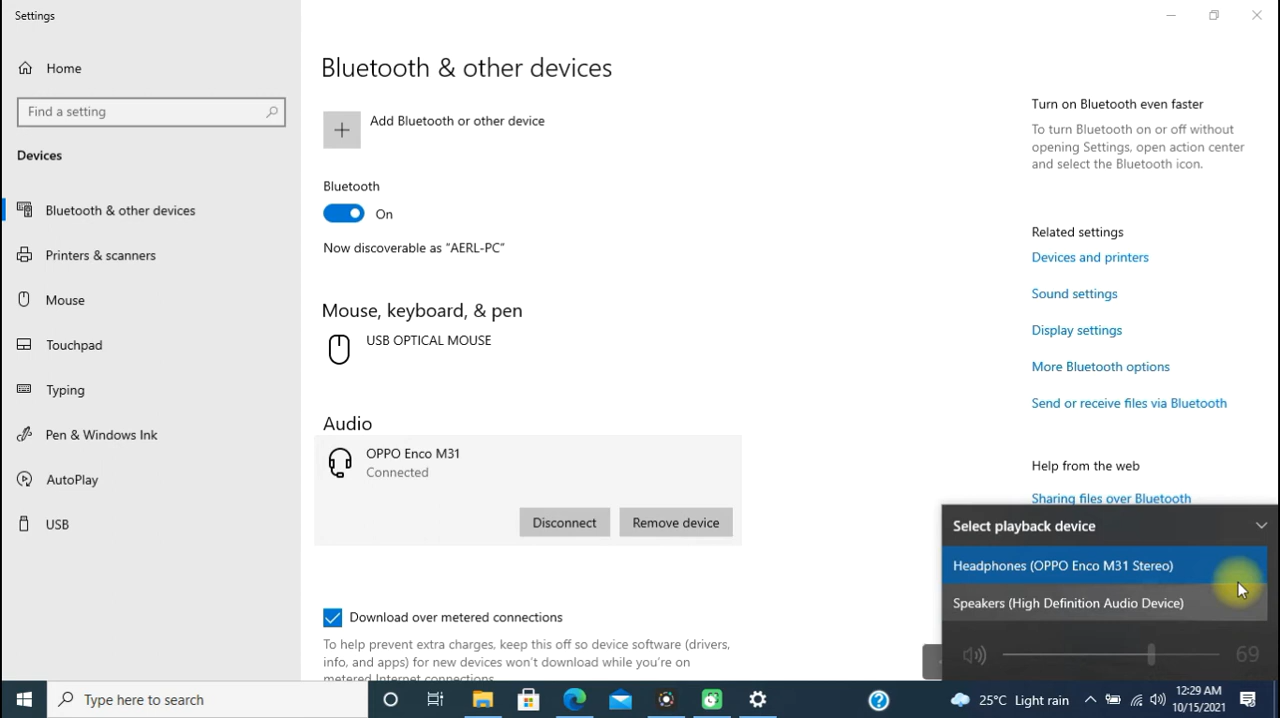 Settings
Home
Find a setting
Devices
Bluetooth & other devices
Printers & scanners
Mouse
Touchpad
Typing
Pen & Windows Ink
AutoPlay
USB
Bluetooth & other devices
Add Bluetooth or other device
Bluetooth
On
Now discoverable as “AERL-PC”
Mouse, keyboard, & pen
USB OPTICAL MOUSE
Audio
OPPO Enco M31
Connected
Disconnect
Remove device
Download over metered connections
To help prevent extra charges, keep this off so device software (drivers,
info, and apps) for new devices won’t download while you’re on
metered Internet connections.
Turn on Bluetooth even faster
To turn Bluetooth on or off without
opening Settings, open action center
and select the Bluetooth icon.
Related settings
Devices and printers
Sound settings
Display settings
More Bluetooth options
Send or receive files via Bluetooth
Help from the web
Sharing files over Bluetooth
Select playback device
Headphones (OPPO Enco M31 Stereo)
Speakers (High Definition Audio Device)
69
Type here to search
25°C Light rain
12:29 AM
10/15/2021